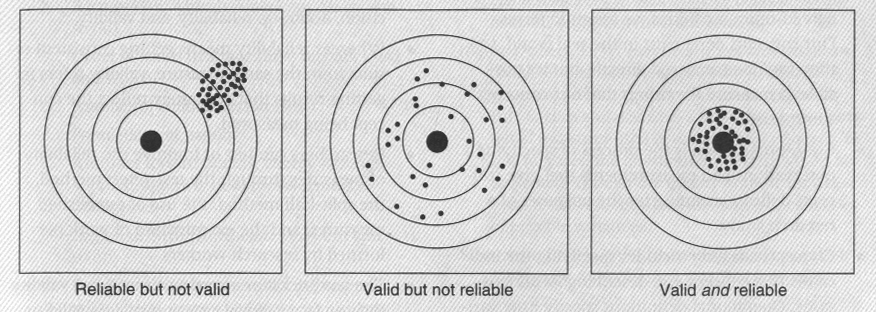 Reliable but not valid
Valid but not reliable
Valid and reliable